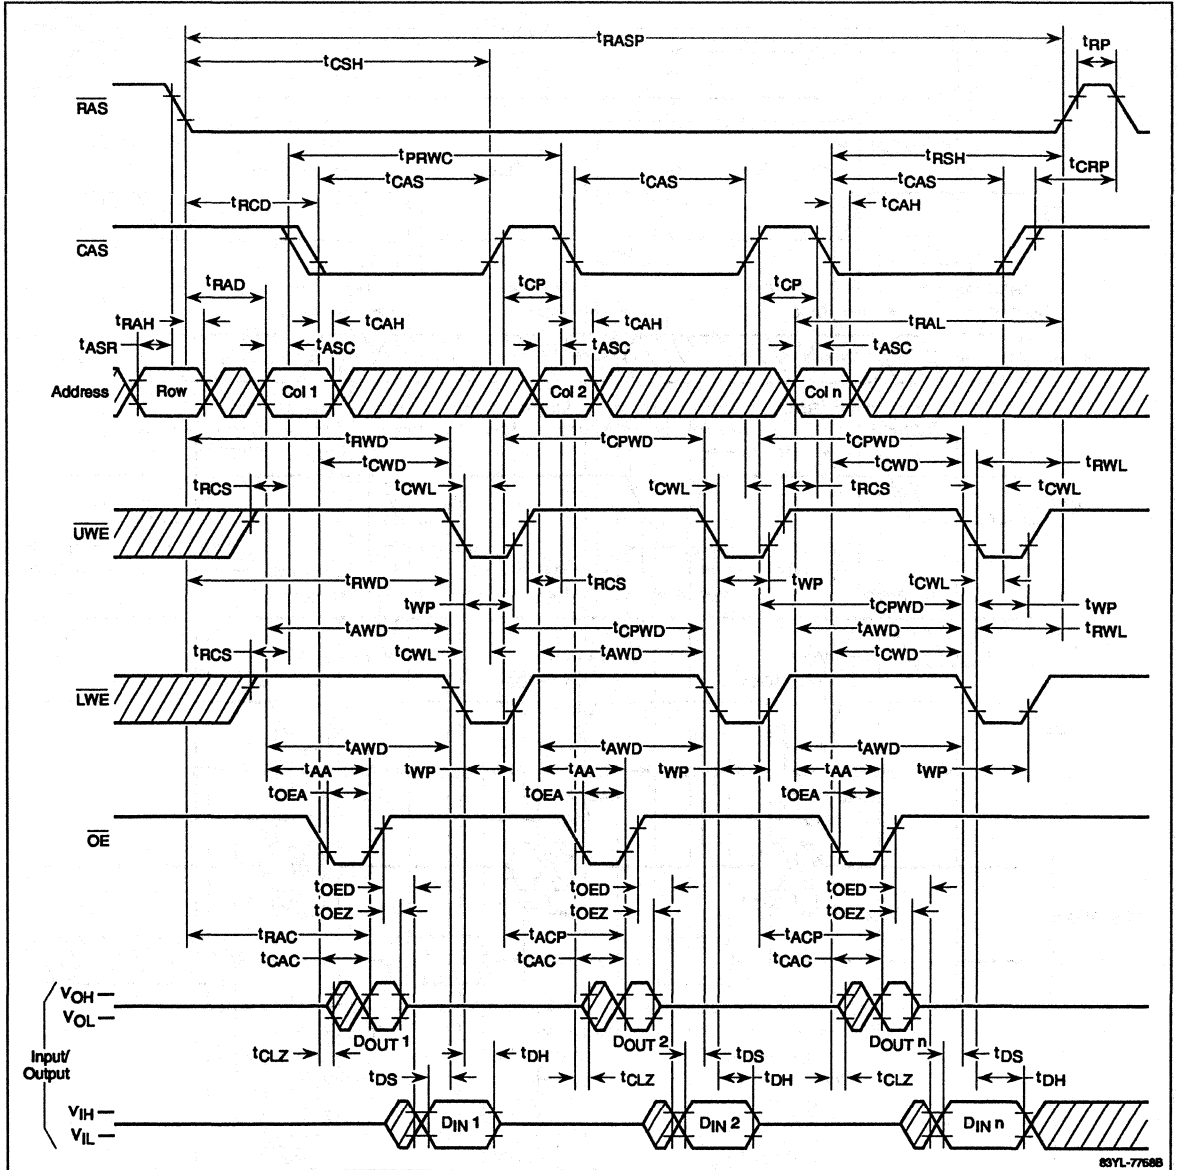 tRASP
tRP
tCSH
RAS
tPRWC
tRSH
tCAS
tCAS
tCAS
tCRP
tRCD
tCAH
CAS
tRAD
tCP
tCP
tRAH
tCAH
tCAH
tRAL
tASR
tASC
tASC
tASC
Address
Row
Col 1
Col 2
Col n
tRWD
tCPWD
tCPWD
tCWD
tCWD
tRWL
tRCS
tCWL
tCWL
tRCS
tCWL
UWE
tRWD
tRCS
tWP
tCWL
tWP
tCPWD
tWP
tAWD
tCPWD
tAWD
tRWL
tRCS
tCWL
tAWD
tCWD
LWE
tAWD
tAWD
tAWD
tAA
tWP
tAA
tWP
tAA
tWP
tOEA
tOEA
tOEA
OE
tOED
tOED
tOED
tOEZ
tOEZ
tOEZ
tRAC
tACP
tACP
tCAC
tCAC
tCAC
VOH
VOL
DOUT 1
DOUT 2
DOUT n
Input/
Output
tCLZ
tDH
tDS
tDS
tDS
tCLZ
tDH
tCLZ
tDH
VIH
VIL
DIN 1
DIN 2
DIN n
83YL-7768B